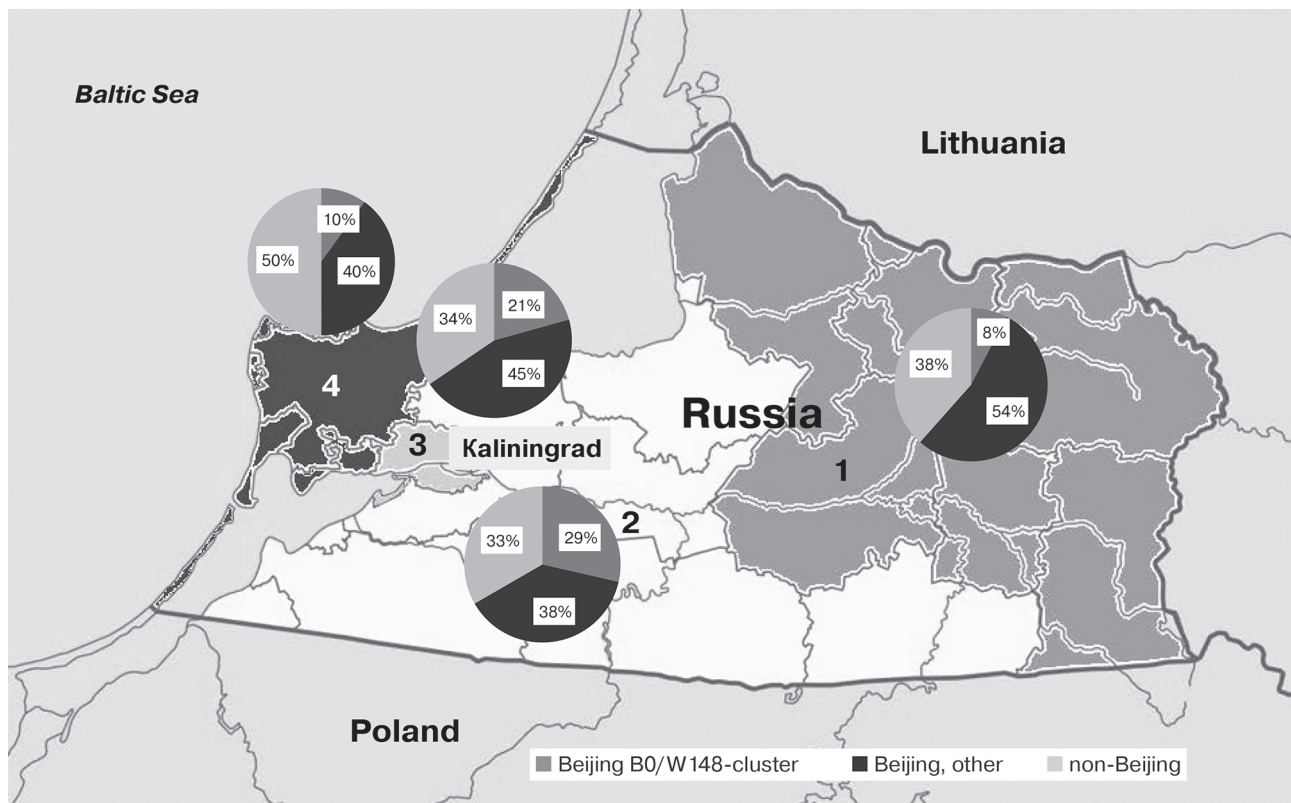 Baltic Sea
Lithuania
10%
50%
40%
21%
34%
45%
8%
38%
54%
4
Russia
3
Kaliningrad
1
2
33%
29%
38%
Poland
Beijing B0/W148-cluster
Beijing, other
non-Beijing